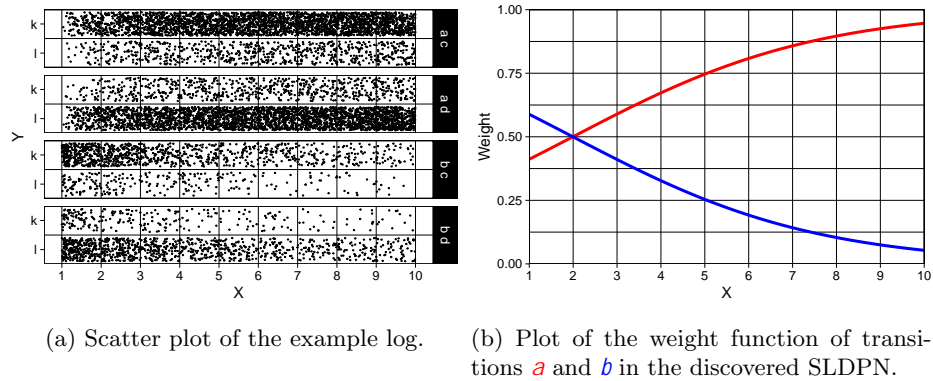 k
l
a c
k
l
a d
k
l
b c
k
l
b d
Y
1 2 3 4 5 6 7 8 9 10
X
1.00
0.75
0.50
0.25
0.00
Weight
1 2 3 4 5 6 7 8 9 10
X
(a) Scatter plot of the example log.
(b) Plot of the weight function of transi-
tions a and b in the discovered SLDPN.